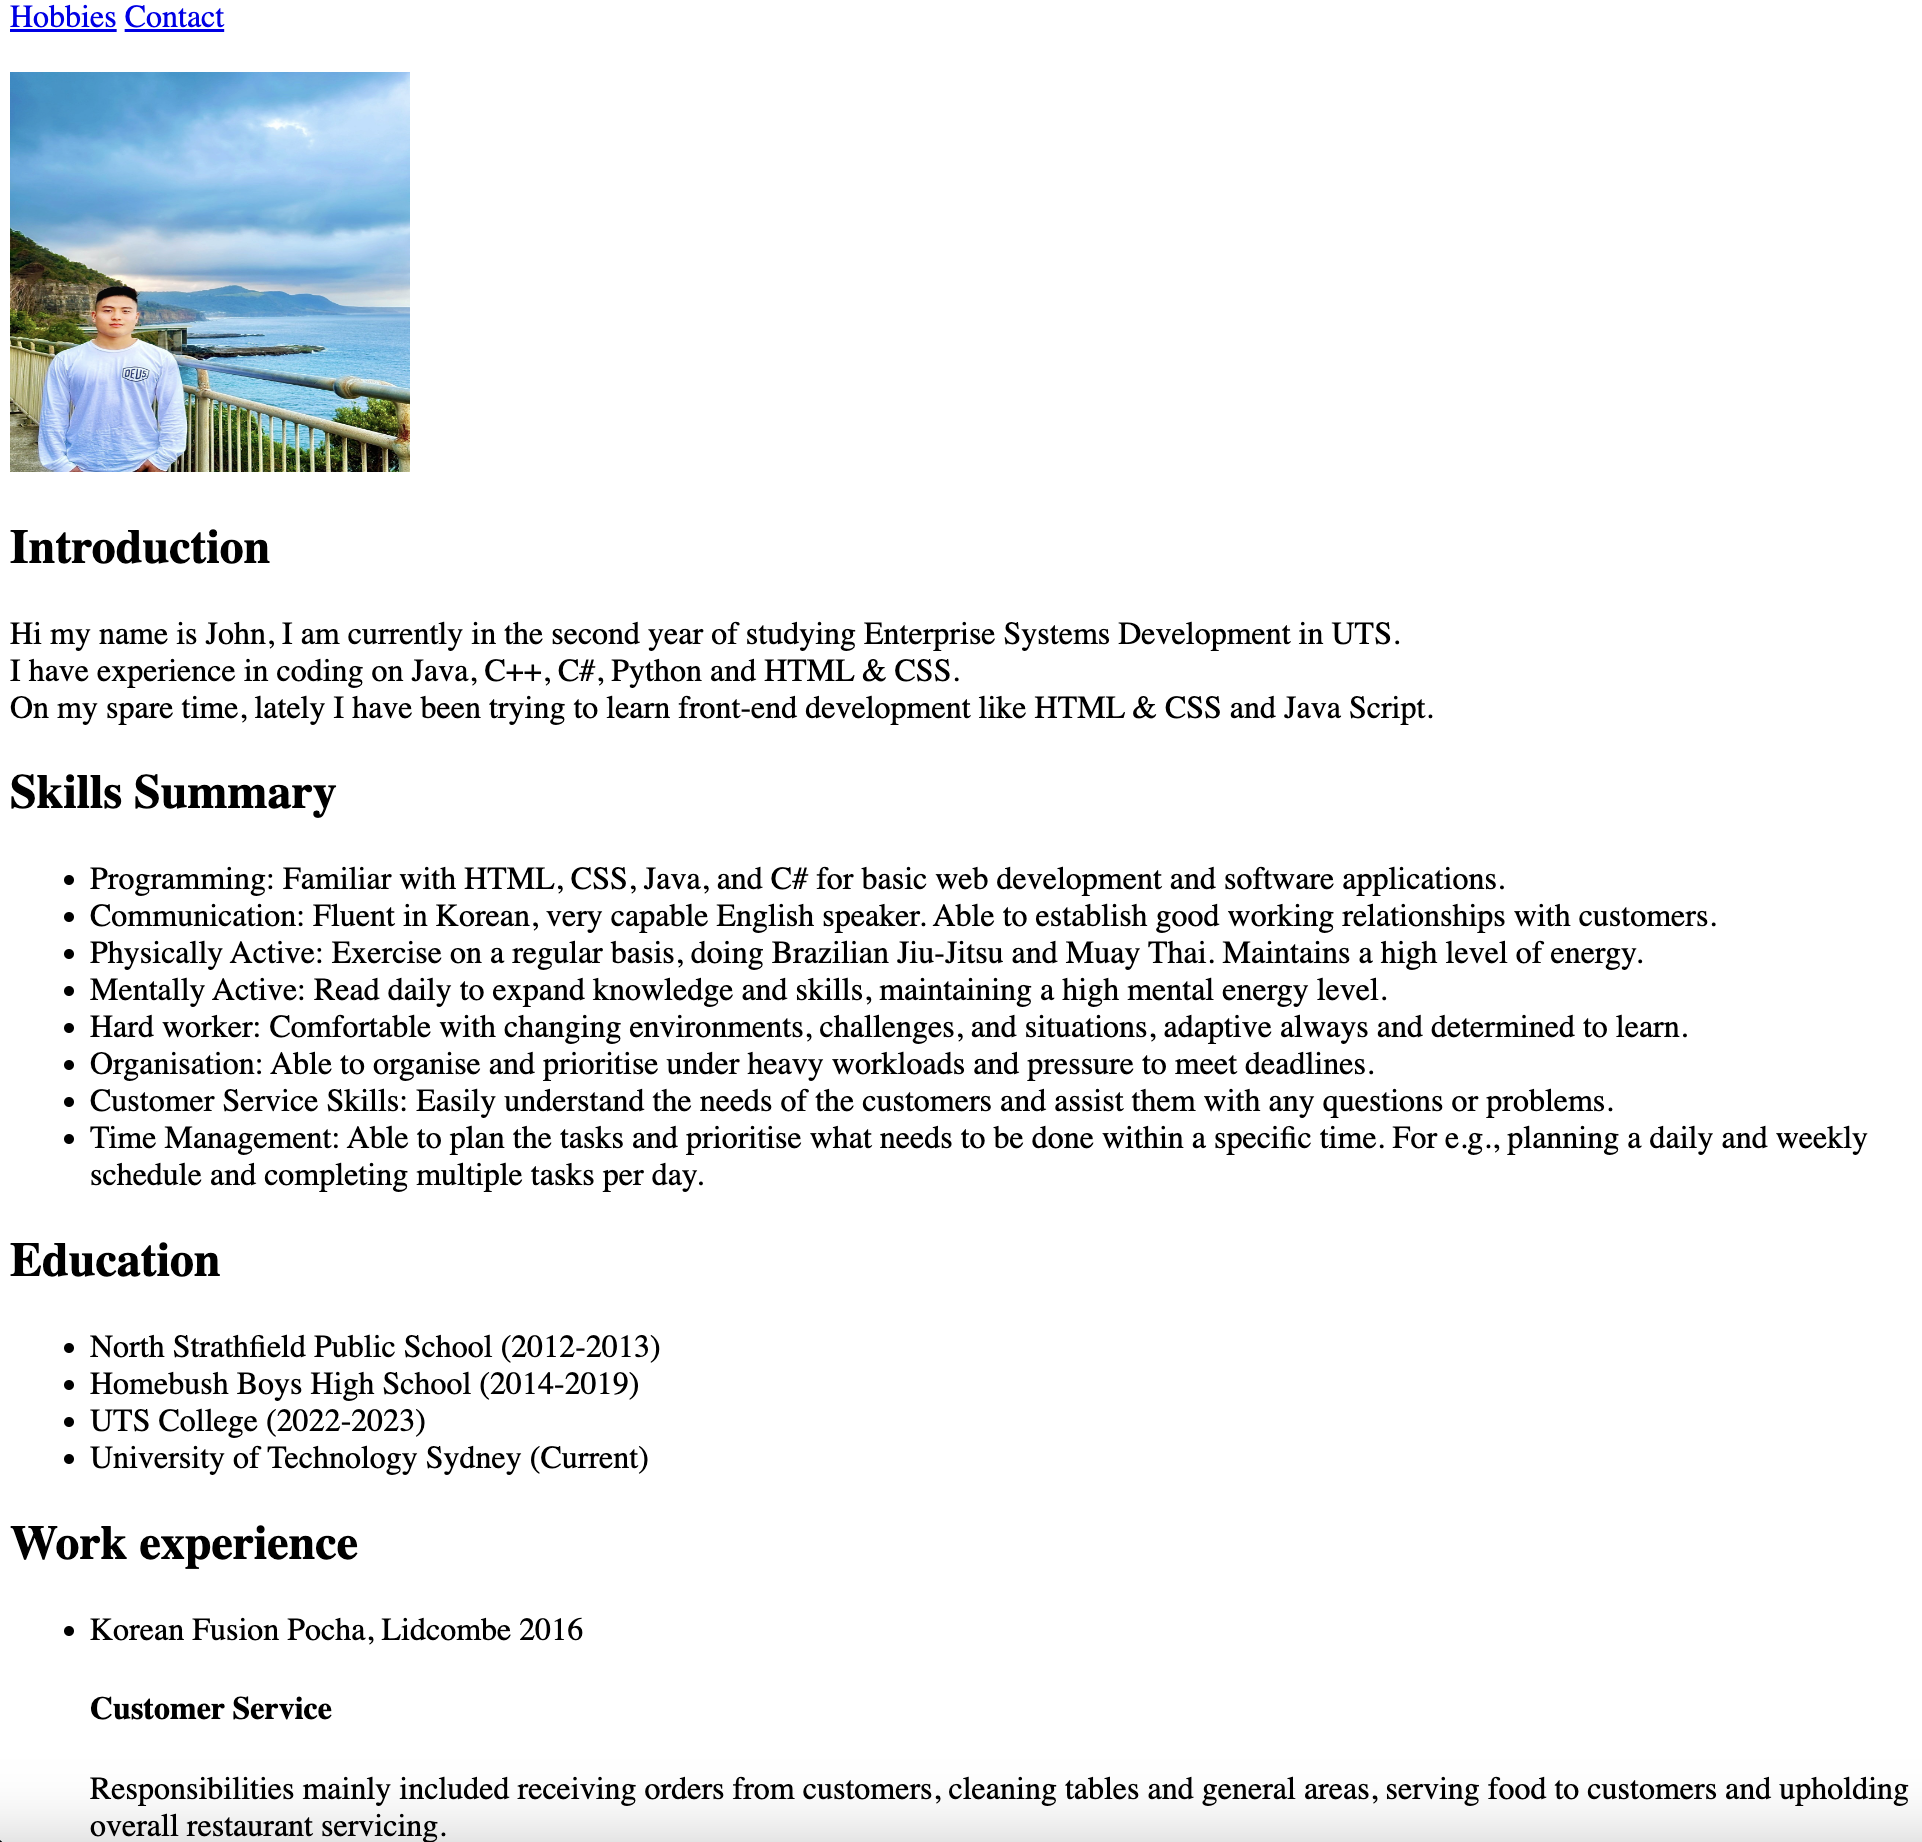 Hobbies Contact
DEUS
Introduction
Hi my name is John, I am currently in the second year of studying Enterprise Systems Development in UTS.
I have experience in coding on Java, C++, C#, Python and HTML & CSS.
On my spare time, lately I have been trying to learn front-end development like HTML & CSS and Java Script.
Skills Summary
• Programming: Familiar with HTML, CSS, Java, and C# for basic web development and software applications.
• Communication: Fluent in Korean, very capable English speaker. Able to establish good working relationships with customers.
• Physically Active: Exercise on a regular basis, doing Brazilian Jiu-Jitsu and Muay Thai. Maintains a high level of energy.
• Mentally Active: Read daily to expand knowledge and skills, maintaining a high mental energy level.
• Hard worker: Comfortable with changing environments, challenges, and situations, adaptive always and determined to learn.
• Organisation: Able to organise and prioritise under heavy workloads and pressure to meet deadlines.
• Customer Service Skills: Easily understand the needs of the customers and assist them with any questions or problems.
• Time Management: Able to plan the tasks and prioritise what needs to be done within a specific time. For e.g., planning a daily and weekly
schedule and completing multiple tasks per day.
Education
• North Strathfield Public School (2012-2013)
• Homebush Boys High School (2014-2019)
• UTS College (2022-2023)
• University of Technology Sydney (Current)
Work experience
• Korean Fusion Pocha, Lidcombe 2016
Customer Service
Responsibilities mainly included receiving orders from customers, cleaning tables and general areas, serving food to customers and upholding
overall restaurant servicing.